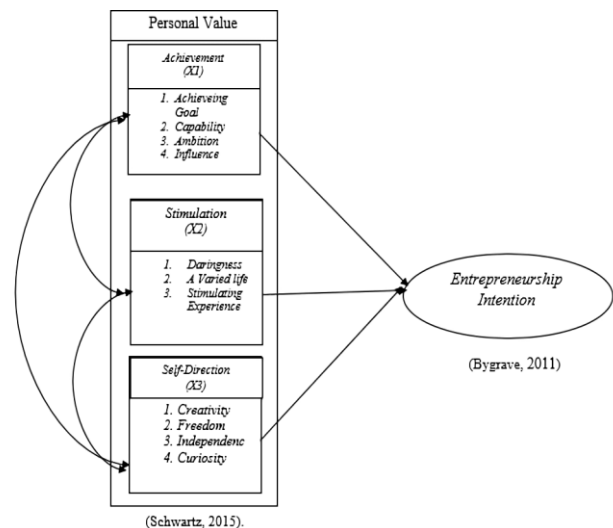 Personal Value
Achievement
(X1)
1. Achieveing
Goal
2. Capability
3. Ambition
4. Influence
Stimulation
(X2)
1. Daringness
2. A Varied life
3. Stimulating
Experience
Self-Direction
(X3)
1. Creativity
2. Freedom
3. Independenc
4. Curiosity
(Schwartz, 2015).
Entrepreneurship
Intention
(Bygrave, 2011)